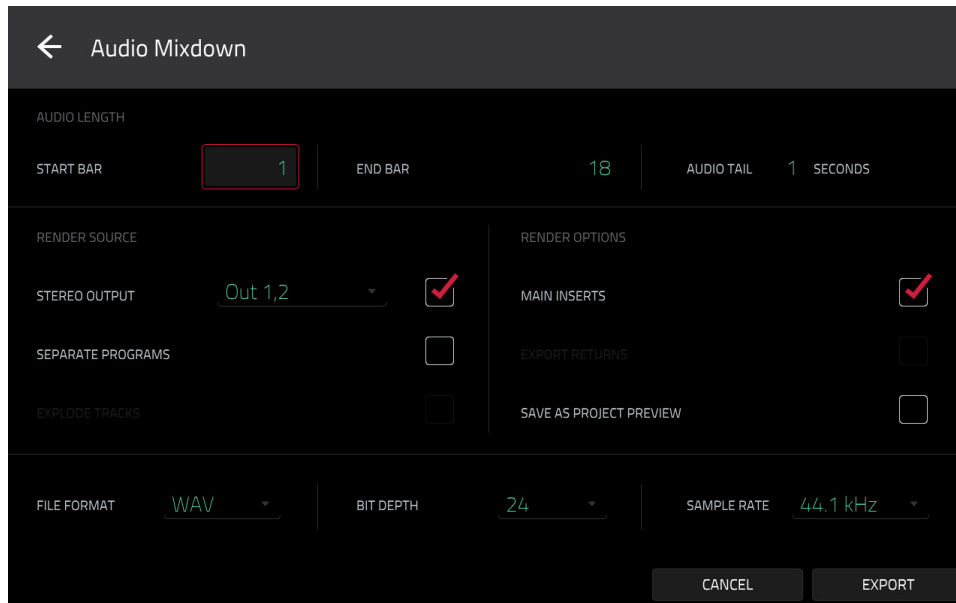 Audio Mixdown
AUDIO LENGTH
START BAR 1 END BAR 18 AUDIO TAIL 1 SECONDS
RENDER SOURCE RENDER OPTIONS
STEREO OUTPUT Out 1,2 MAIN INSERTS
SEPARATE PROGRAMS EXPORT RETURNS
EXPLODE TRACKS SAVE AS PROJECT PREVIEW
FILE FORMAT WAV BIT DEPTH 24 SAMPLE RATE 44.1 kHz
CANCEL EXPORT